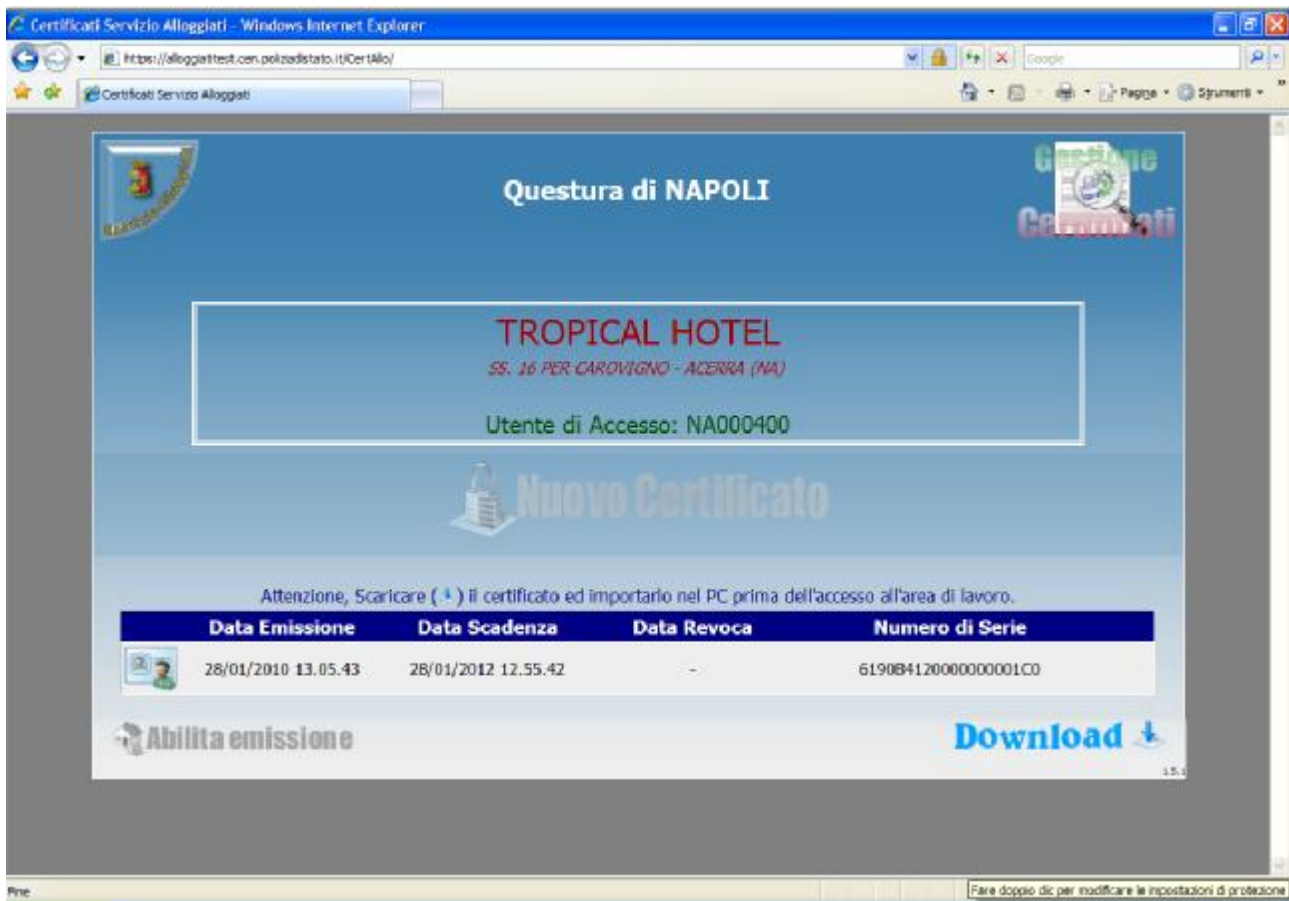 Certificati Servizio Alloggiati - Windows Internet Explorer
https://alloggiatitest.cen.poliziadistato.it/CertAllo/
Google
Certificati Servizio Alloggiati
Pagina
Strumenti
»
Questura di NAPOLI
Gestione
Certificati
TROPICAL HOTEL
SS. 16 PER CAROVIGNO - ACERRA (NA)
Utente di Accesso: NA000400
Nuovo Certificato
Attenzione, Scaricare ( ) il certificato ed importarlo nel PC prima dell'accesso all'area di lavoro.
Data Emissione Data Scadenza Data Revoca Numero di Serie
28/01/2010 13.05.43 28/01/2012 12.55.42 - 6190B4120000000001C0
Abilita emissione
Download
Fine
Fare doppio clic per modificare le impostazioni di protezione